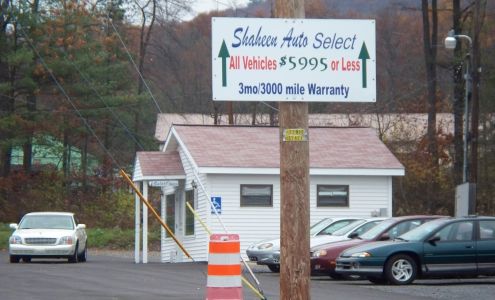 Shaheen Auto Select
All Vehicles $5995 or Less
3mo/3000 mile Warranty